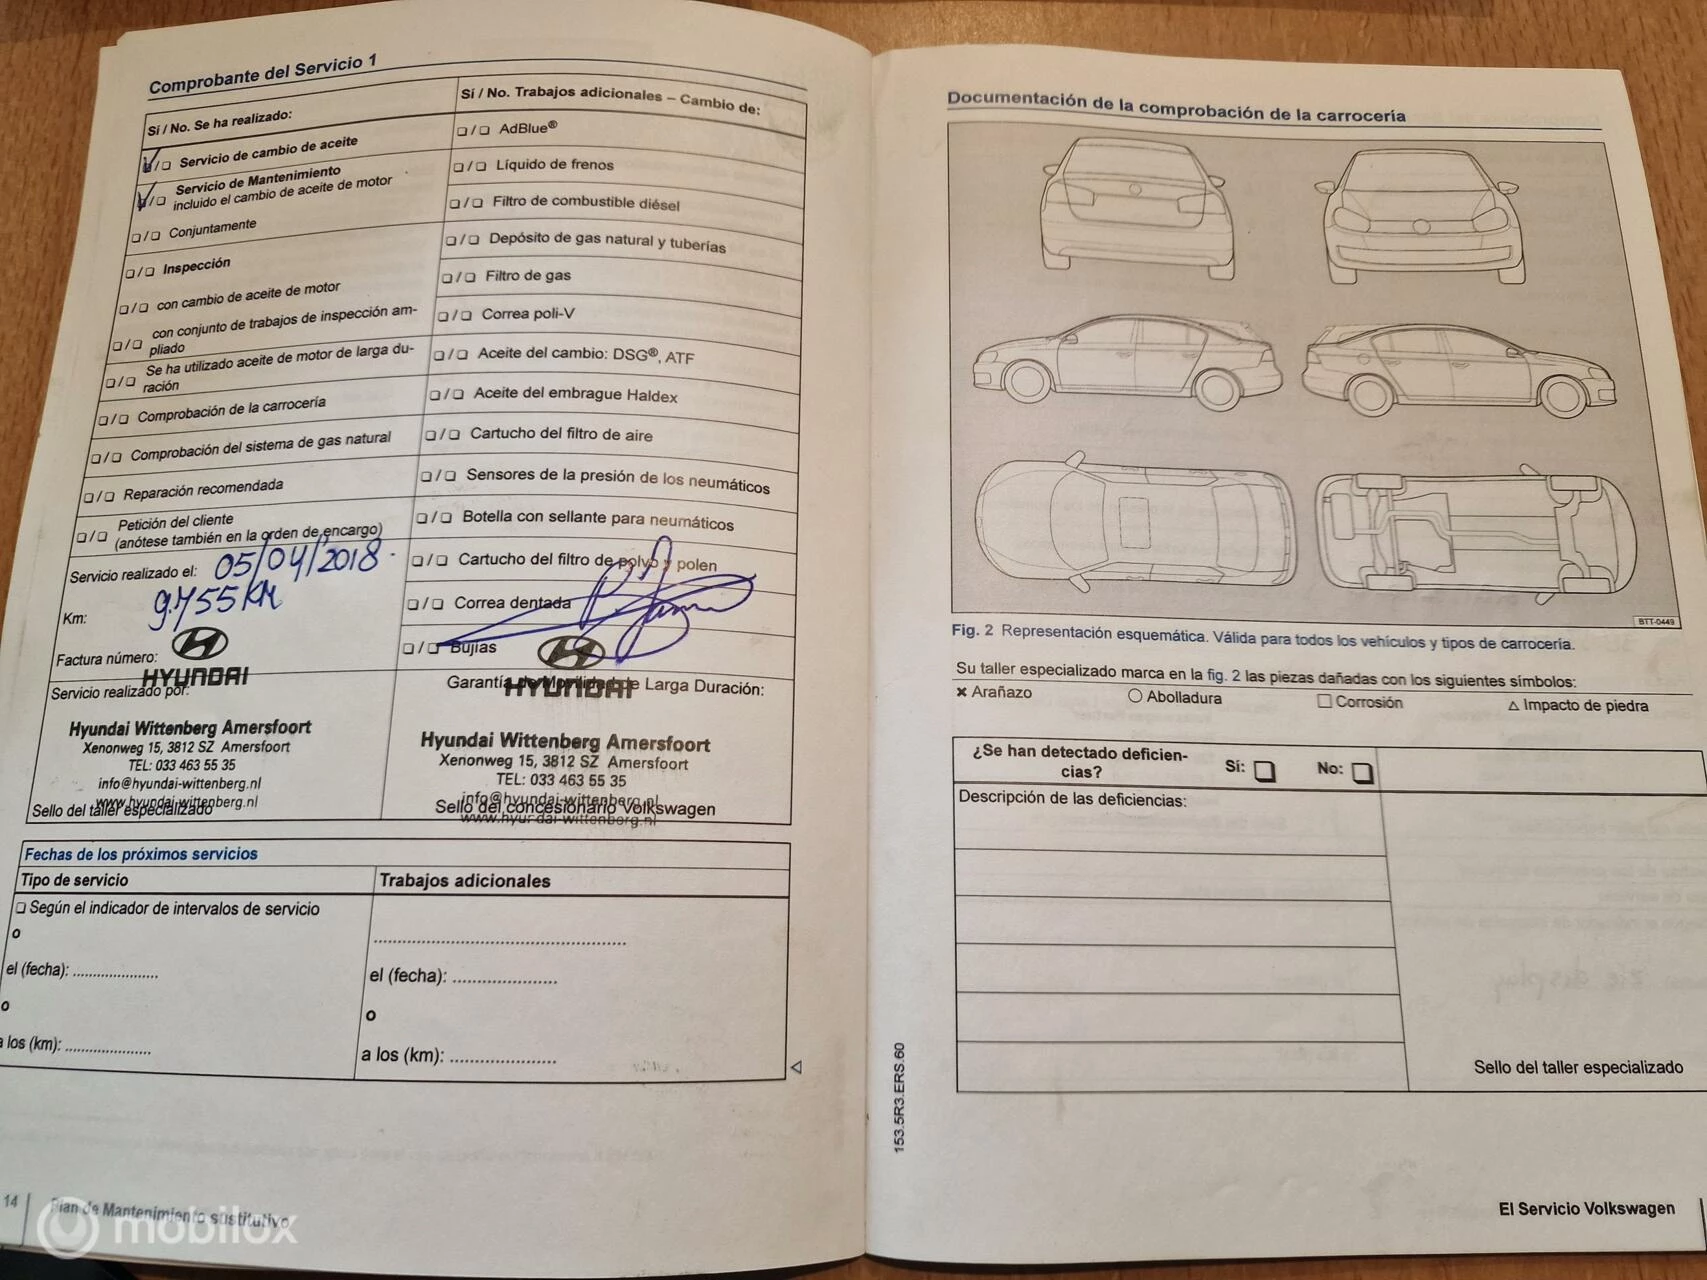 Comprobante del Servicio 1
Sí / No. Se ha realizado:
❏/❏ Servicio de cambio de aceite
❏/❏ Servicio de Mantenimiento
incluido el cambio de aceite de motor
❏/❏ Conjuntamente
❏/❏ Inspección
❏/❏ con cambio de aceite de motor
❏/❏ con conjunto de trabajos de inspección am-
pliado
❏/❏ Se ha utilizado aceite de motor de larga du-
ración
❏/❏ Comprobación de la carrocería
❏/❏ Comprobación del sistema de gas natural
❏/❏ Reparación recomendada
❏/❏ Petición del cliente
(anótese también en la orden de encargo)
Servicio realizado el: 05/04/2018.
Km: 9.755 KM
Factura número:
HYUNDAI
Servicio realizado por:
Hyundai Wittenberg Amersfoort
Xenonweg 15, 3812 SZ Amersfoort
TEL: 033 463 55 35
info@hyundai-wittenberg.nl
www.hyundai-wittenberg.nl
Sello del taller especializado
Sí / No. Trabajos adicionales – Cambio de:
❏/❏ AdBlue®
❏/❏ Líquido de frenos
❏/❏ Filtro de combustible diésel
❏/❏ Depósito de gas natural y tuberías
❏/❏ Filtro de gas
❏/❏ Correa poli-V
❏/❏ Aceite del cambio: DSG®, ATF
❏/❏ Aceite del embrague Haldex
❏/❏ Cartucho del filtro de aire
❏/❏ Sensores de la presión de los neumáticos
❏/❏ Botella con sellante para neumáticos
❏/❏ Cartucho del filtro de polvo y polen
❏/❏ Correa dentada
❏/❏ Bujías
HYUNDAI
Garantía de Movilidad de Larga Duración:
Hyundai Wittenberg Amersfoort
Xenonweg 15, 3812 SZ Amersfoort
TEL: 033 463 55 35
info@hyundai-wittenberg.nl
Sello del concesionario Volkswagen
www.hyundai-wittenberg.nl
Fechas de los próximos servicios
Tipo de servicio
❏ Según el indicador de intervalos de servicio
o
el (fecha): ....................
o
a los (km): ....................
Trabajos adicionales
............................................................
el (fecha): .........................
o
a los (km): .........................
14
Plan de Mantenimiento sustitutivo
mobilox
Documentación de la comprobación de la carrocería
BTT-0449
Fig. 2 Representación esquemática. Válida para todos los vehículos y tipos de carrocería.
Su taller especializado marca en la fig. 2 las piezas dañadas con los siguientes símbolos:
× Arañazo ○ Abolladura □ Corrosión △ Impacto de piedra
¿Se han detectado deficien-
cias? Sí: ❏ No: ❏
Descripción de las deficiencias:
Sello del taller especializado
153.5R3.ERS.60
El Servicio Volkswagen